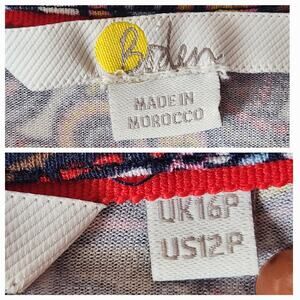 Boden
MADE IN
MOROCCO
UK16P
US12P